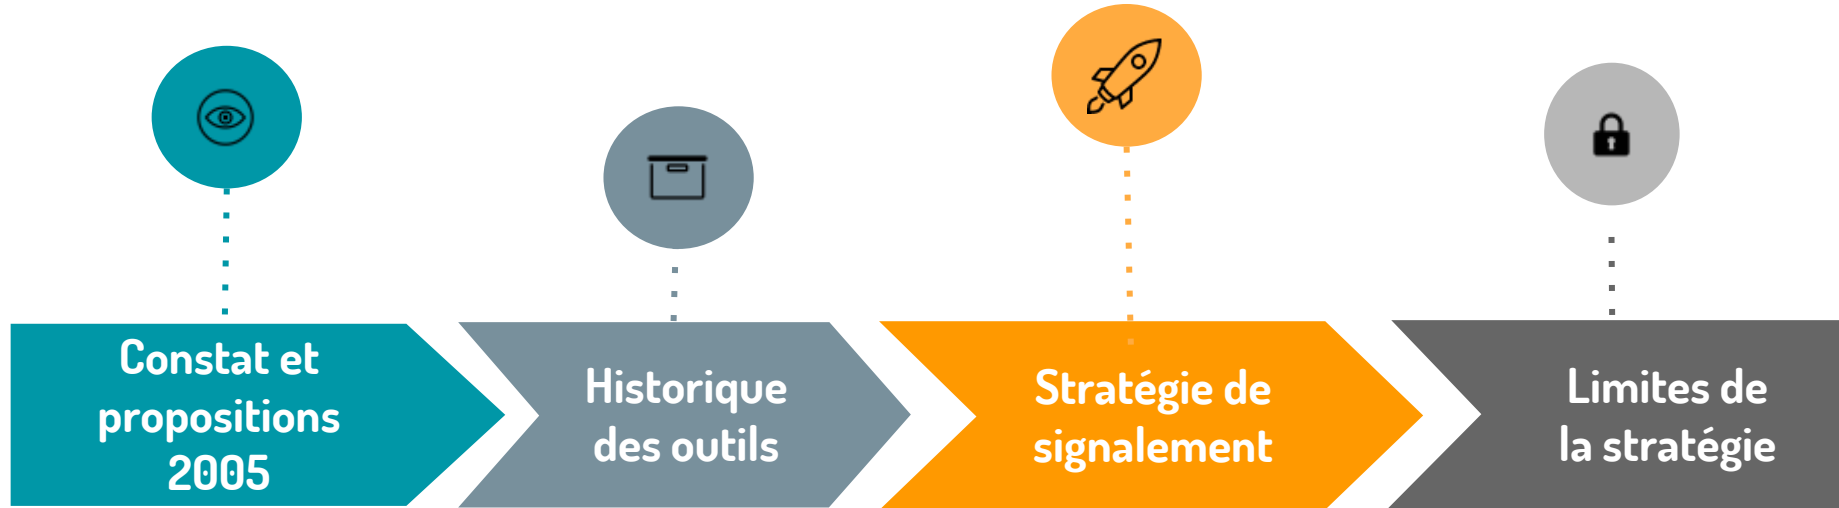 Constat et
propositions
2005
Historique
des outils
Stratégie de
signalement
Limites de
la stratégie